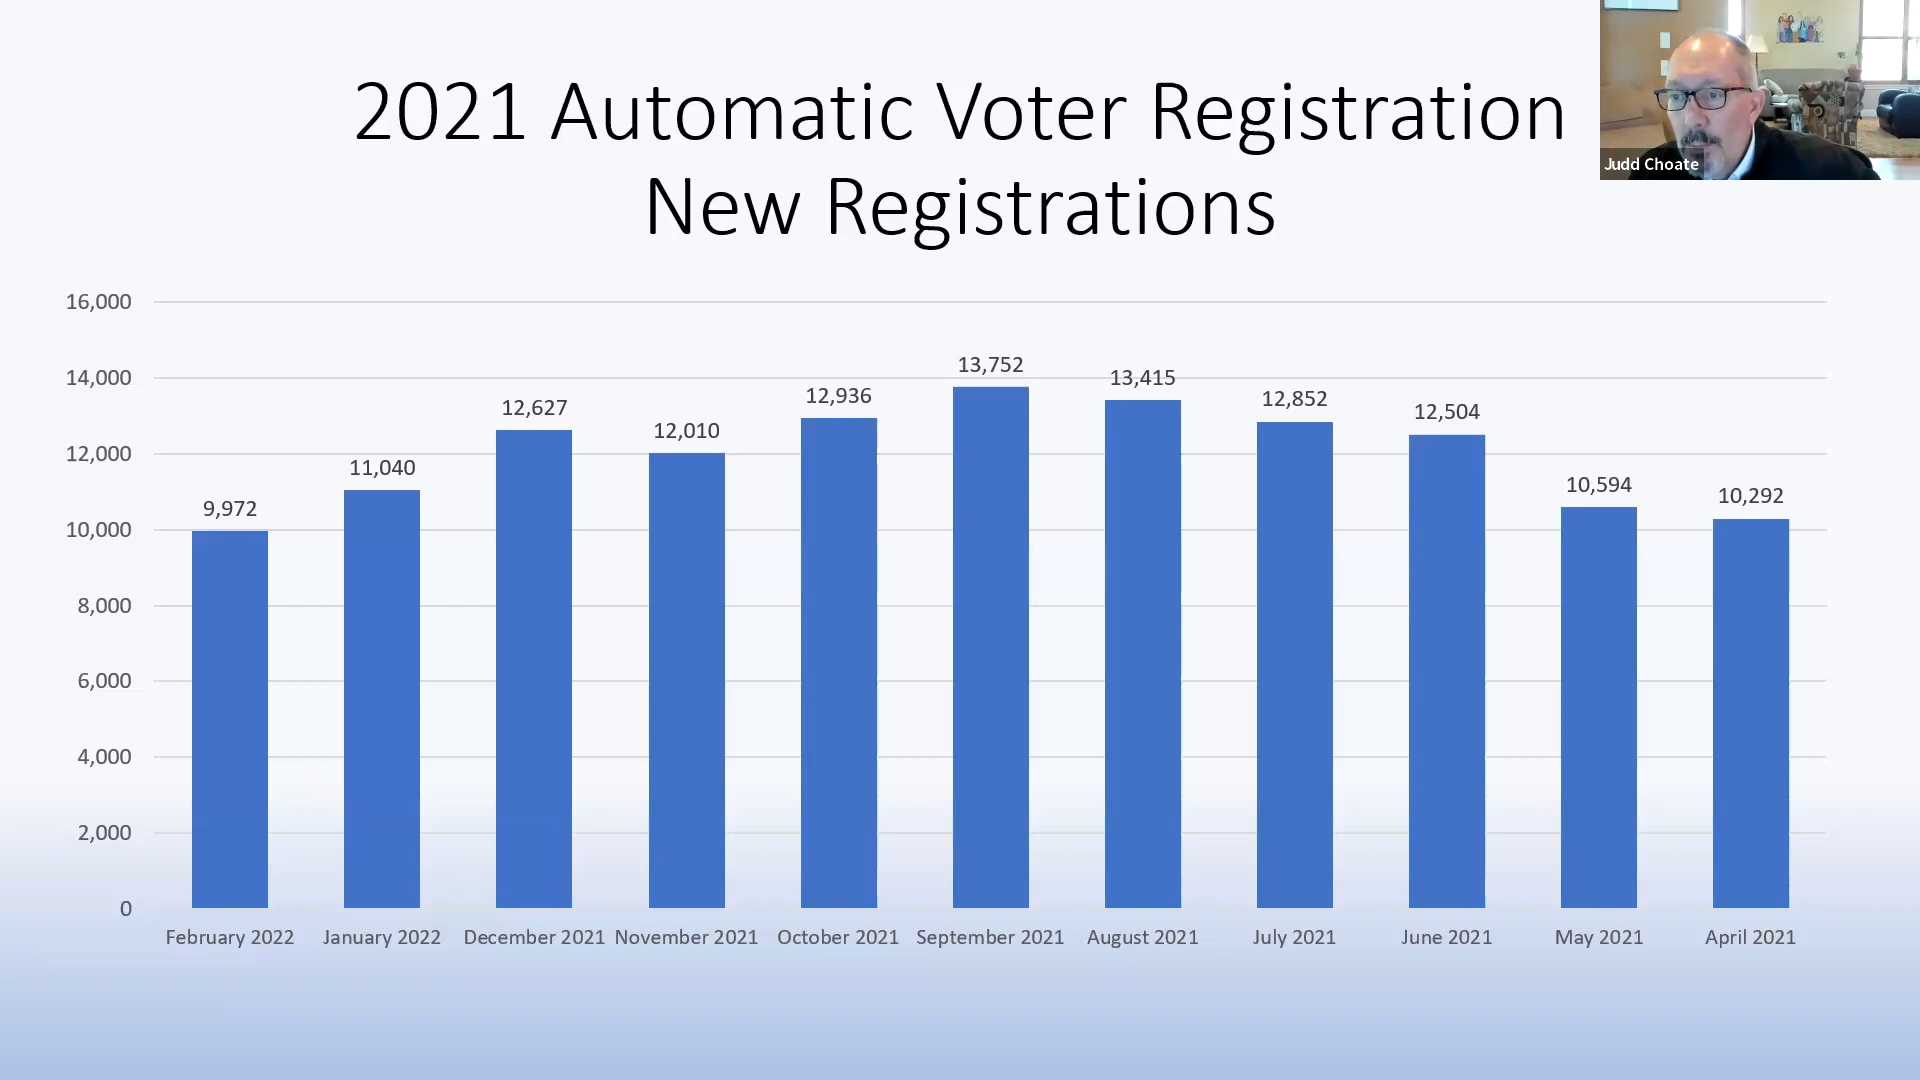 2021 Automatic Voter Registration
New Registrations
Judd Choate
16,000
14,000
12,000
10,000
8,000
6,000
4,000
2,000
0
9,972
11,040
12,627
12,010
12,936
13,752
13,415
12,852
12,504
10,594
10,292
February 2022
January 2022
December 2021
November 2021
October 2021
September 2021
August 2021
July 2021
June 2021
May 2021
April 2021